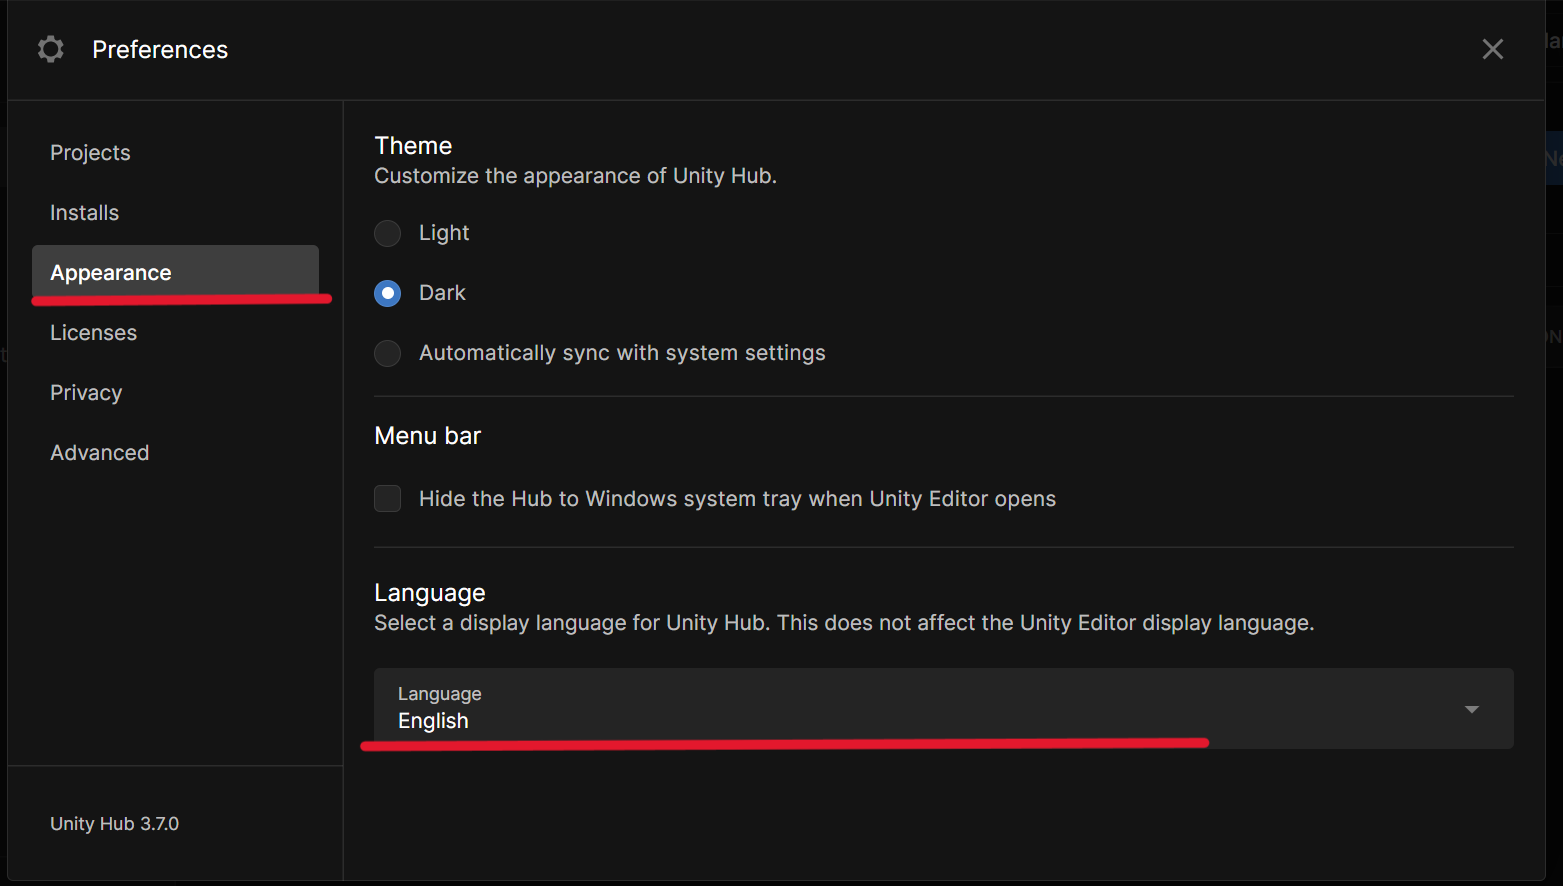 Preferences
Projects
Installs
Appearance
Licenses
Privacy
Advanced
Unity Hub 3.7.0
Theme
Customize the appearance of Unity Hub.
Light
Dark
Automatically sync with system settings
Menu bar
Hide the Hub to Windows system tray when Unity Editor opens
Language
Select a display language for Unity Hub. This does not affect the Unity Editor display language.
Language
English